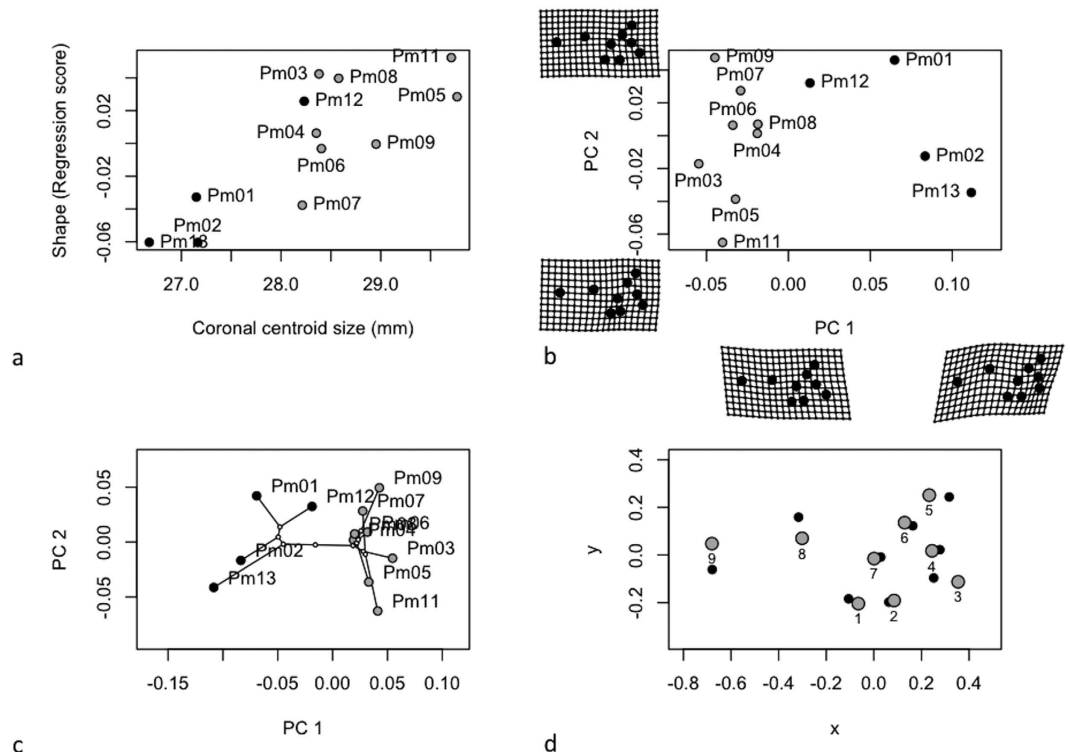 Shape (Regression score)
0.02
-0.02
-0.06
Pm11
Pm03
Pm08
Pm05
Pm12
Pm04
Pm09
Pm06
Pm01
Pm07
Pm02
Pm13
27.0
28.0
29.0
Coronal centroid size (mm)
a
PC 2
0.02
-0.02
-0.06
Pm09
Pm01
Pm07
Pm12
Pm06
Pm08
Pm04
Pm02
Pm03
Pm13
Pm05
Pm11
-0.05
0.00
0.05
0.10
PC 1
b
PC 2
0.05
0.00
-0.05
Pm09
Pm01
Pm12
Pm07
Pm04
Pm02
Pm03
Pm13
Pm05
Pm11
-0.15
-0.05
0.00
0.05
0.10
PC 1
c
y
0.4
0.2
0.0
-0.2
5
6
9
8
7
4
3
1
2
-0.8
-0.6
-0.4
-0.2
0.0
0.2
0.4
x
d